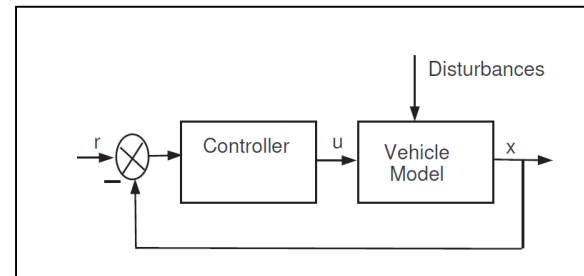 Disturbances
r
Controller
u
Vehicle
Model
x
−